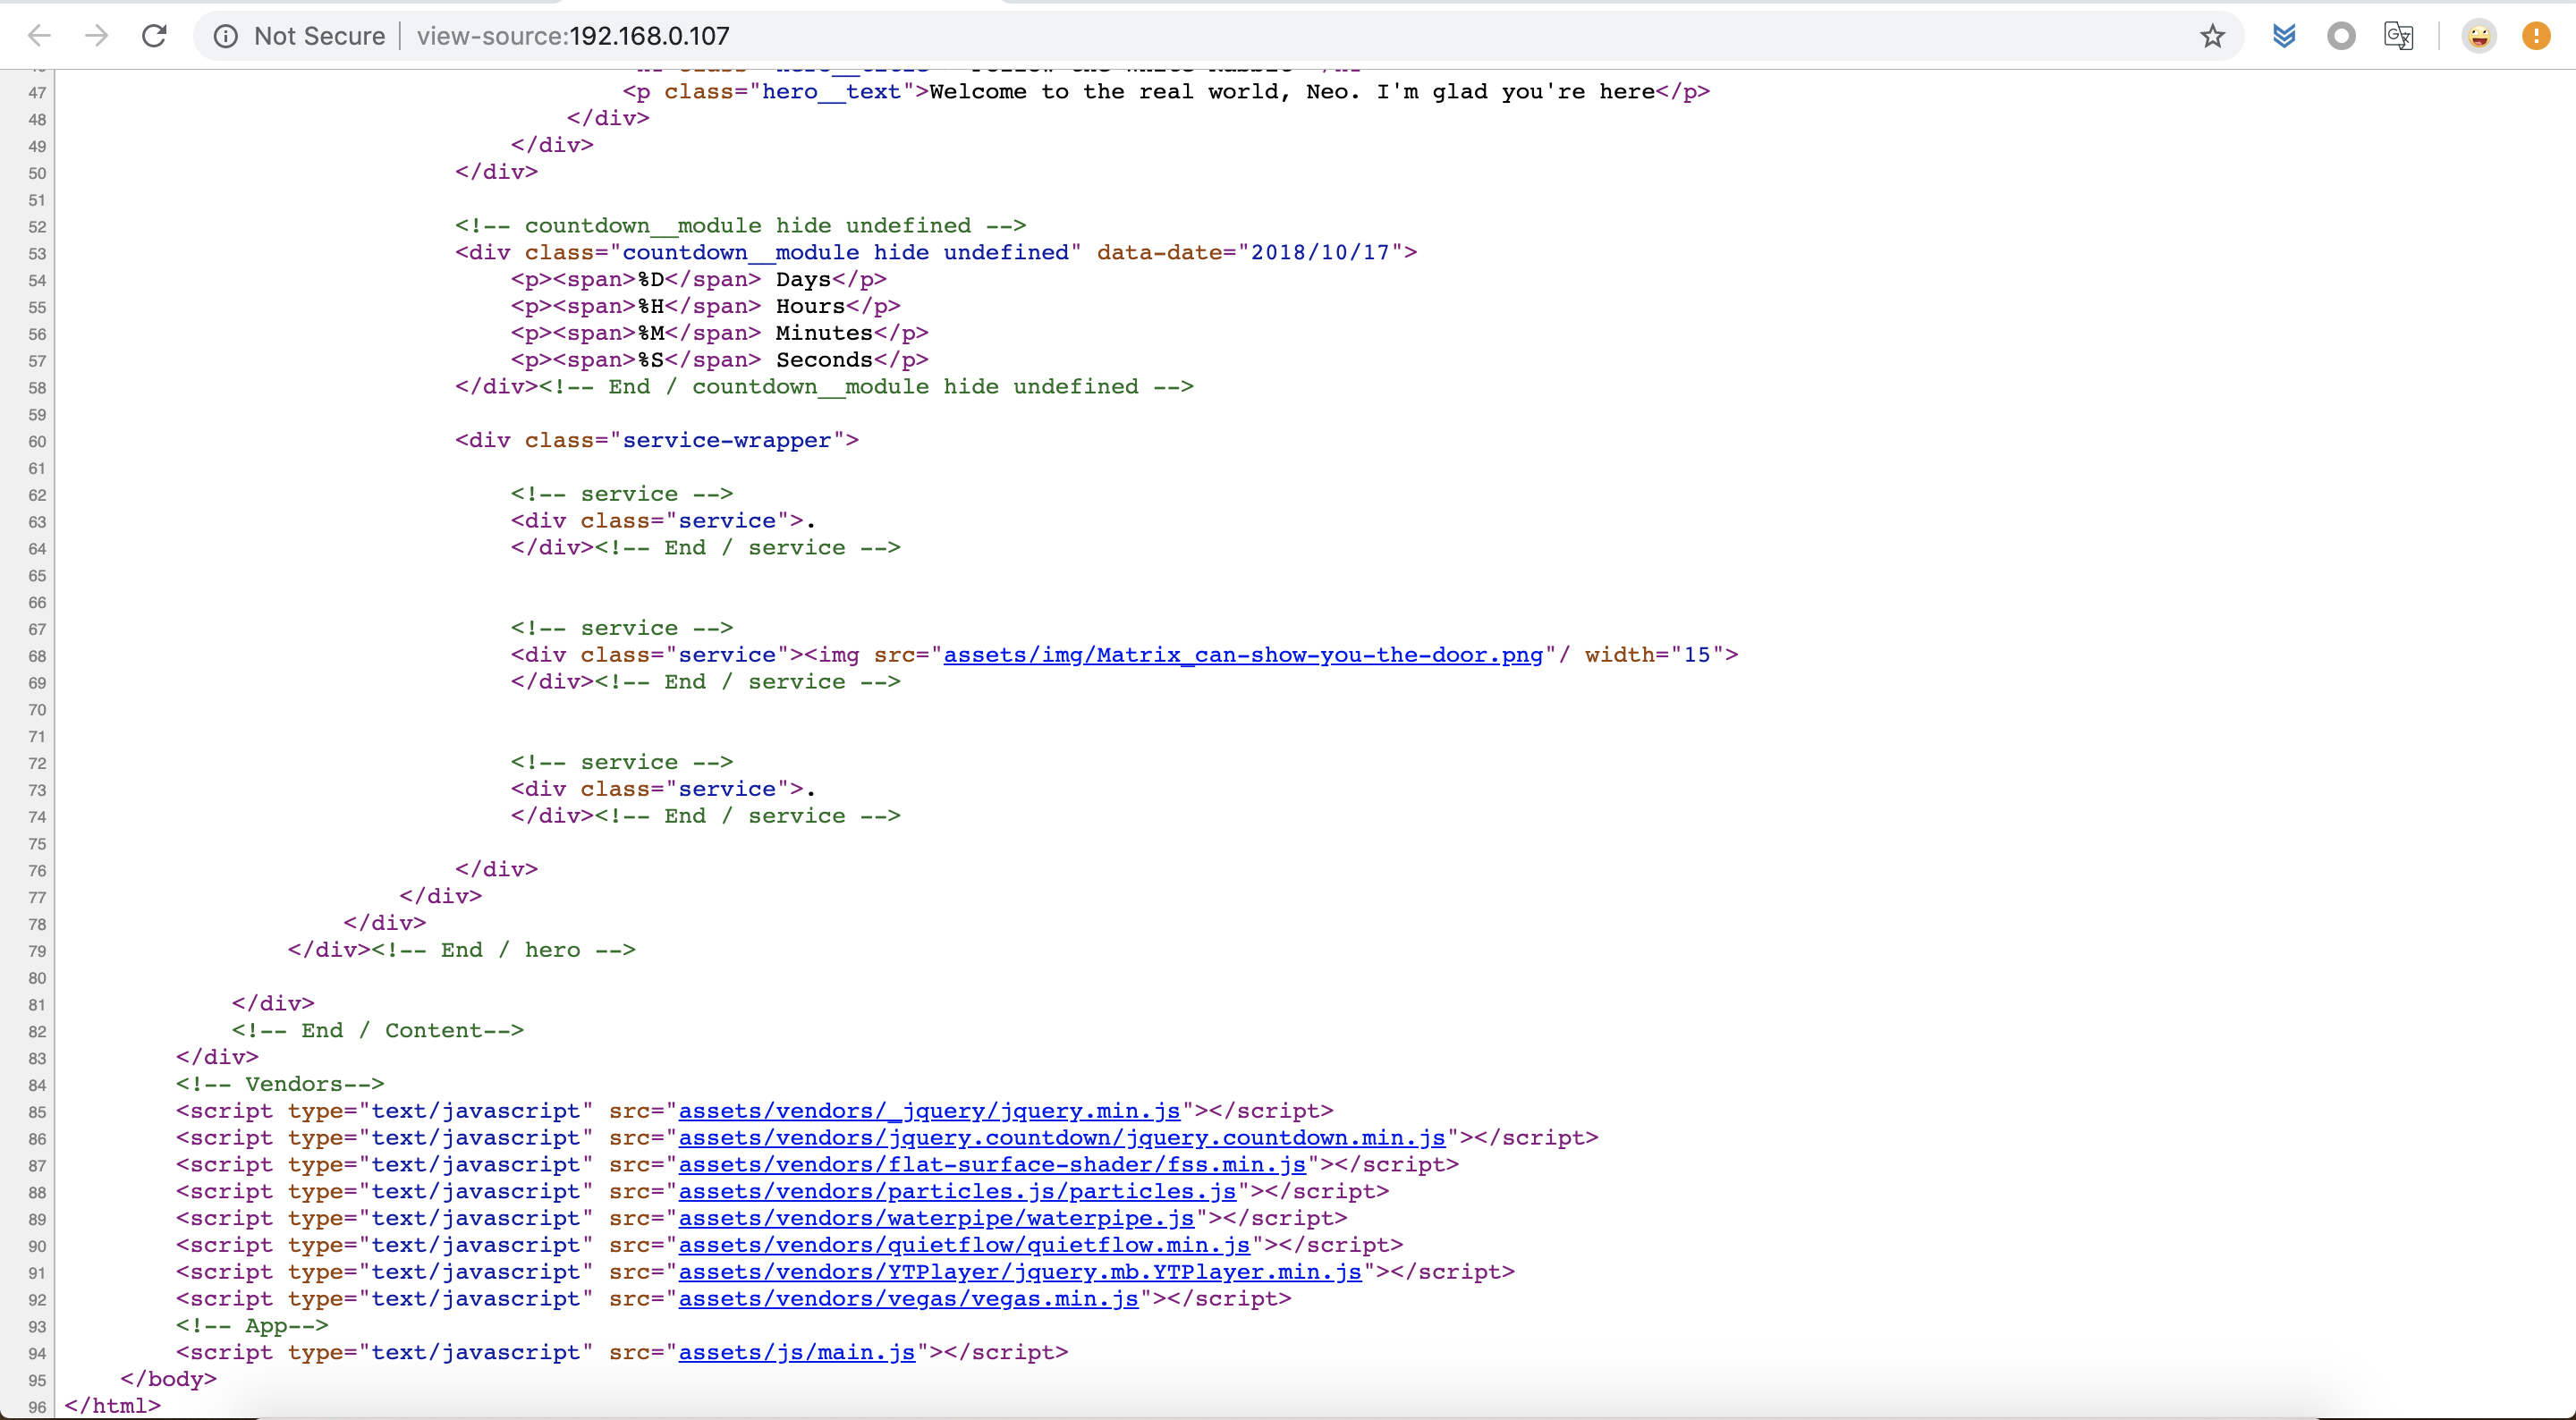 Not Secure | view-source:192.168.0.107
47 <p class="hero__text">Welcome to the real world, Neo. I'm glad you're here</p>
48 </div>
49 </div>
50 </div>
51
52 <!-- countdown__module hide undefined -->
53 <div class="countdown__module hide undefined" data-date="2018/10/17">
54 <p><span>%D</span> Days</p>
55 <p><span>%H</span> Hours</p>
56 <p><span>%M</span> Minutes</p>
57 <p><span>%S</span> Seconds</p>
58 </div><!-- End / countdown__module hide undefined -->
59
60 <div class="service-wrapper">
61
62 <!-- service -->
63 <div class="service">.
64 </div><!-- End / service -->
65
66
67 <!-- service -->
68 <div class="service"><img src="assets/img/Matrix_can-show-you-the-door.png"/ width="15">
69 </div><!-- End / service -->
70
71
72 <!-- service -->
73 <div class="service">.
74 </div><!-- End / service -->
75
76 </div>
77 </div>
78 </div>
79 </div><!-- End / hero -->
80
81 </div>
82 <!-- End / Content-->
83 </div>
84 <!-- Vendors-->
85 <script type="text/javascript" src="assets/vendors/_jquery/jquery.min.js"></script>
86 <script type="text/javascript" src="assets/vendors/jquery.countdown/jquery.countdown.min.js"></script>
87 <script type="text/javascript" src="assets/vendors/flat-surface-shader/fss.min.js"></script>
88 <script type="text/javascript" src="assets/vendors/particles.js/particles.js"></script>
89 <script type="text/javascript" src="assets/vendors/waterpipe/waterpipe.js"></script>
90 <script type="text/javascript" src="assets/vendors/quietflow/quietflow.min.js"></script>
91 <script type="text/javascript" src="assets/vendors/YTPlayer/jquery.mb.YTPlayer.min.js"></script>
92 <script type="text/javascript" src="assets/vendors/vegas/vegas.min.js"></script>
93 <!-- App-->
94 <script type="text/javascript" src="assets/js/main.js"></script>
95 </body>
96 </html>